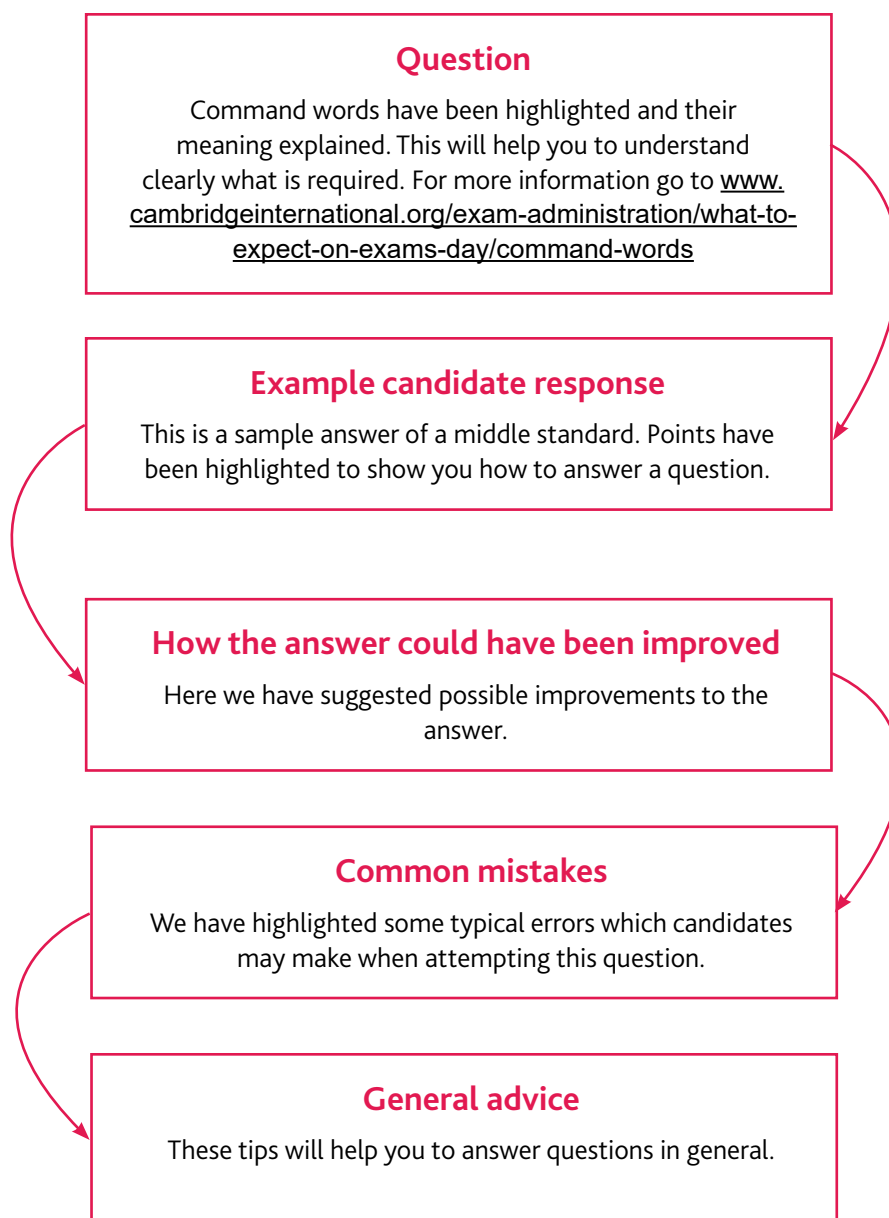 Question
Command words have been highlighted and their
meaning explained. This will help you to understand
clearly what is required. For more information go to www.
cambridgeinternational.org/exam-administration/what-to-
expect-on-exams-day/command-words
Example candidate response
This is a sample answer of a middle standard. Points have
been highlighted to show you how to answer a question.
How the answer could have been improved
Here we have suggested possible improvements to the
answer.
Common mistakes
We have highlighted some typical errors which candidates
may make when attempting this question.
General advice
These tips will help you to answer questions in general.